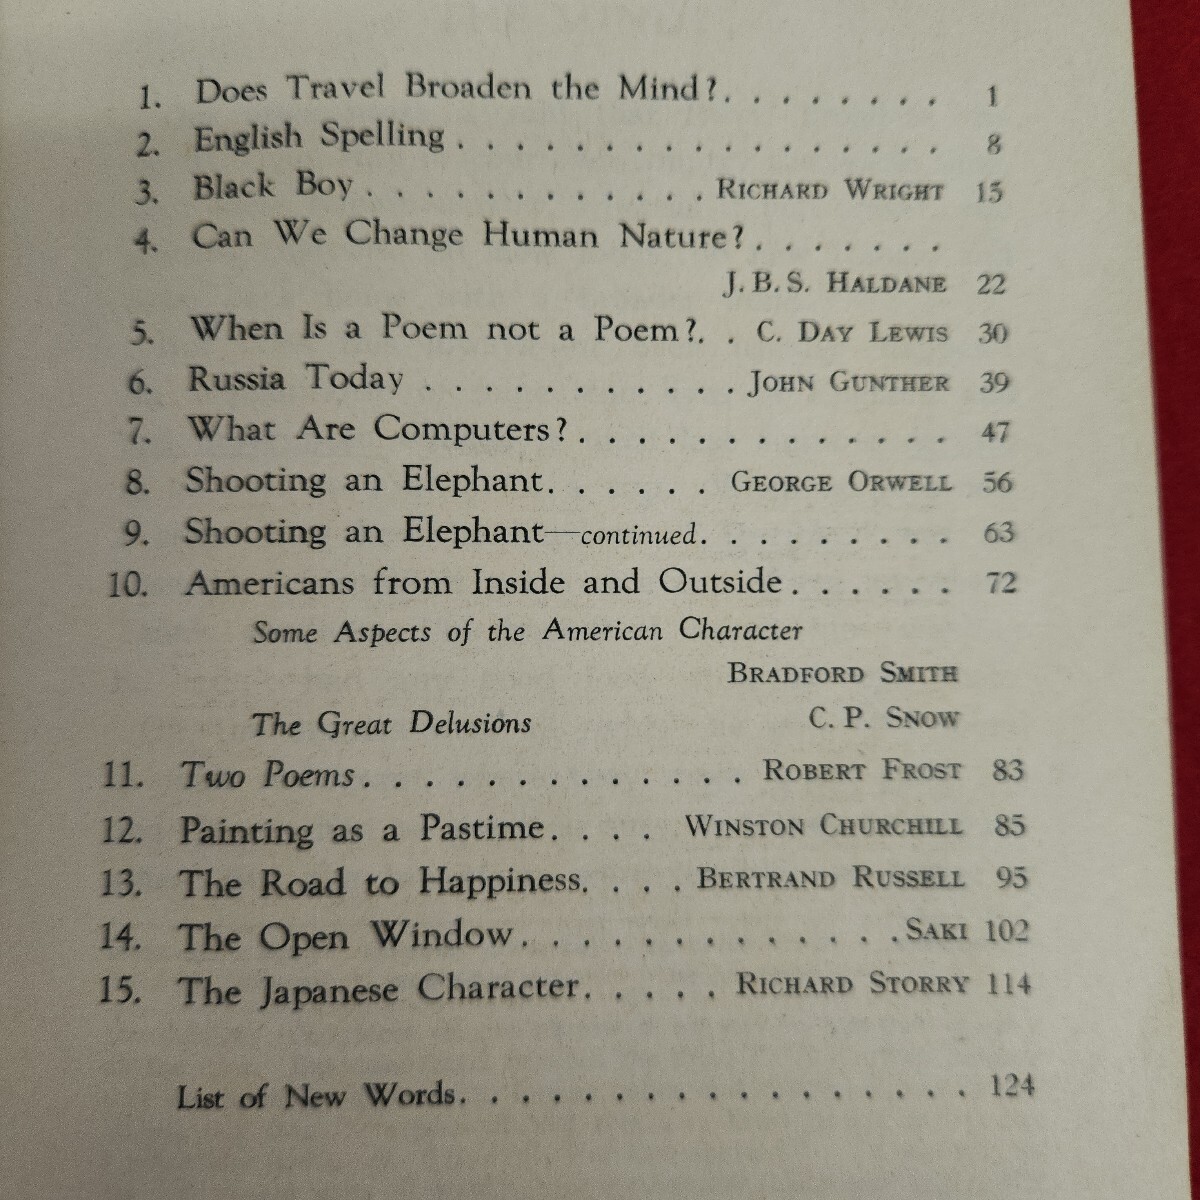 1. Does Travel Broaden the Mind?. . . . . . . . 1
2. English Spelling . . . . . . . . . . . . . . . . . 8
3. Black Boy . . . . . . . . . . . . RICHARD WRIGHT 15
4. Can We Change Human Nature? . . . . . . .
J. B. S. HALDANE 22
5. When Is a Poem not a Poem?. . C. DAY LEWIS 30
6. Russia Today . . . . . . . . . . . JOHN GUNTHER 39
7. What Are Computers? . . . . . . . . . . . . . 47
8. Shooting an Elephant. . . . . . GEORGE ORWELL 56
9. Shooting an Elephant—continued. . . . . . . . . 63
10. Americans from Inside and Outside . . . . . . 72
Some Aspects of the American Character
BRADFORD SMITH
The Great Delusions C. P. SNOW
11. Two Poems . . . . . . . . . . . . . ROBERT FROST 83
12. Painting as a Pastime. . . . WINSTON CHURCHILL 85
13. The Road to Happiness. . . . BERTRAND RUSSELL 95
14. The Open Window. . . . . . . . . . . . . SAKI 102
15. The Japanese Character. . . . . RICHARD STORRY 114
List of New Words. . . . . . . . . . . . . . . . . 124